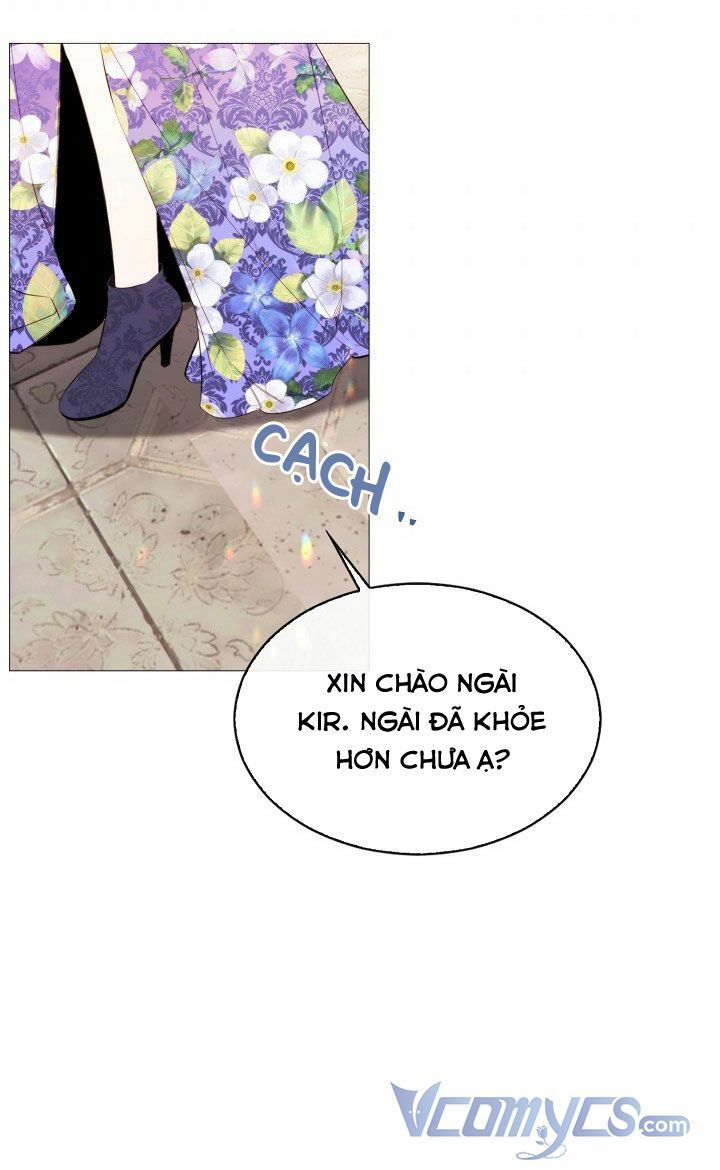 CẠCH..
XIN CHÀO NGÀI
KIR. NGÀI ĐÃ KHỎE
HƠN CHƯA Ạ?
VCOMYCS.com